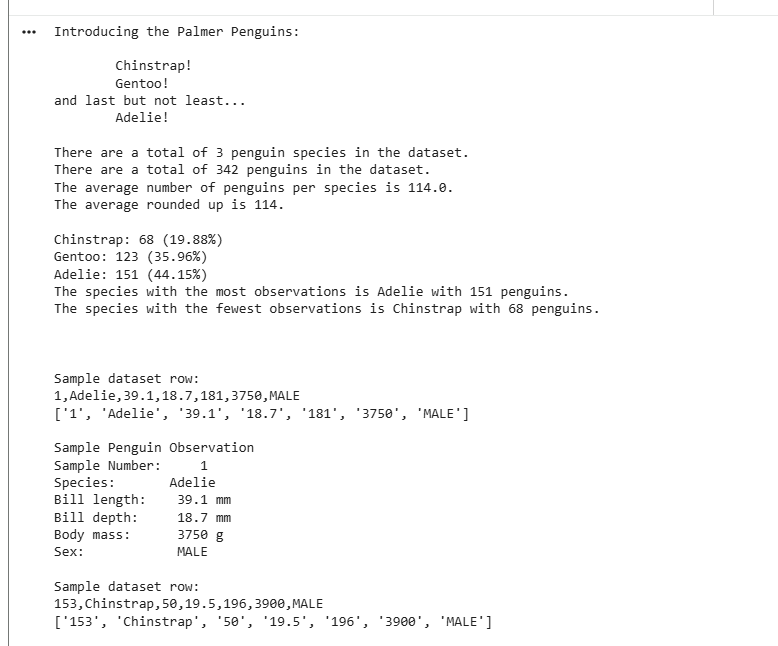 Introducing the Palmer Penguins:
Chinstrap!
Gentoo!
and last but not least...
Adelie!
There are a total of 3 penguin species in the dataset.
There are a total of 342 penguins in the dataset.
The average number of penguins per species is 114.0.
The average rounded up is 114.
Chinstrap: 68 (19.88%)
Gentoo: 123 (35.96%)
Adelie: 151 (44.15%)
The species with the most observations is Adelie with 151 penguins.
The species with the fewest observations is Chinstrap with 68 penguins.
Sample dataset row:
1,Adelie,39.1,18.7,181,3750,MALE
['1', 'Adelie', '39.1', '18.7', '181', '3750', 'MALE']
Sample Penguin Observation
Sample Number: 1
Species: Adelie
Bill length: 39.1 mm
Bill depth: 18.7 mm
Body mass: 3750 g
Sex: MALE
Sample dataset row:
153,Chinstrap,50,19.5,196,3900,MALE
['153', 'Chinstrap', '50', '19.5', '196', '3900', 'MALE']